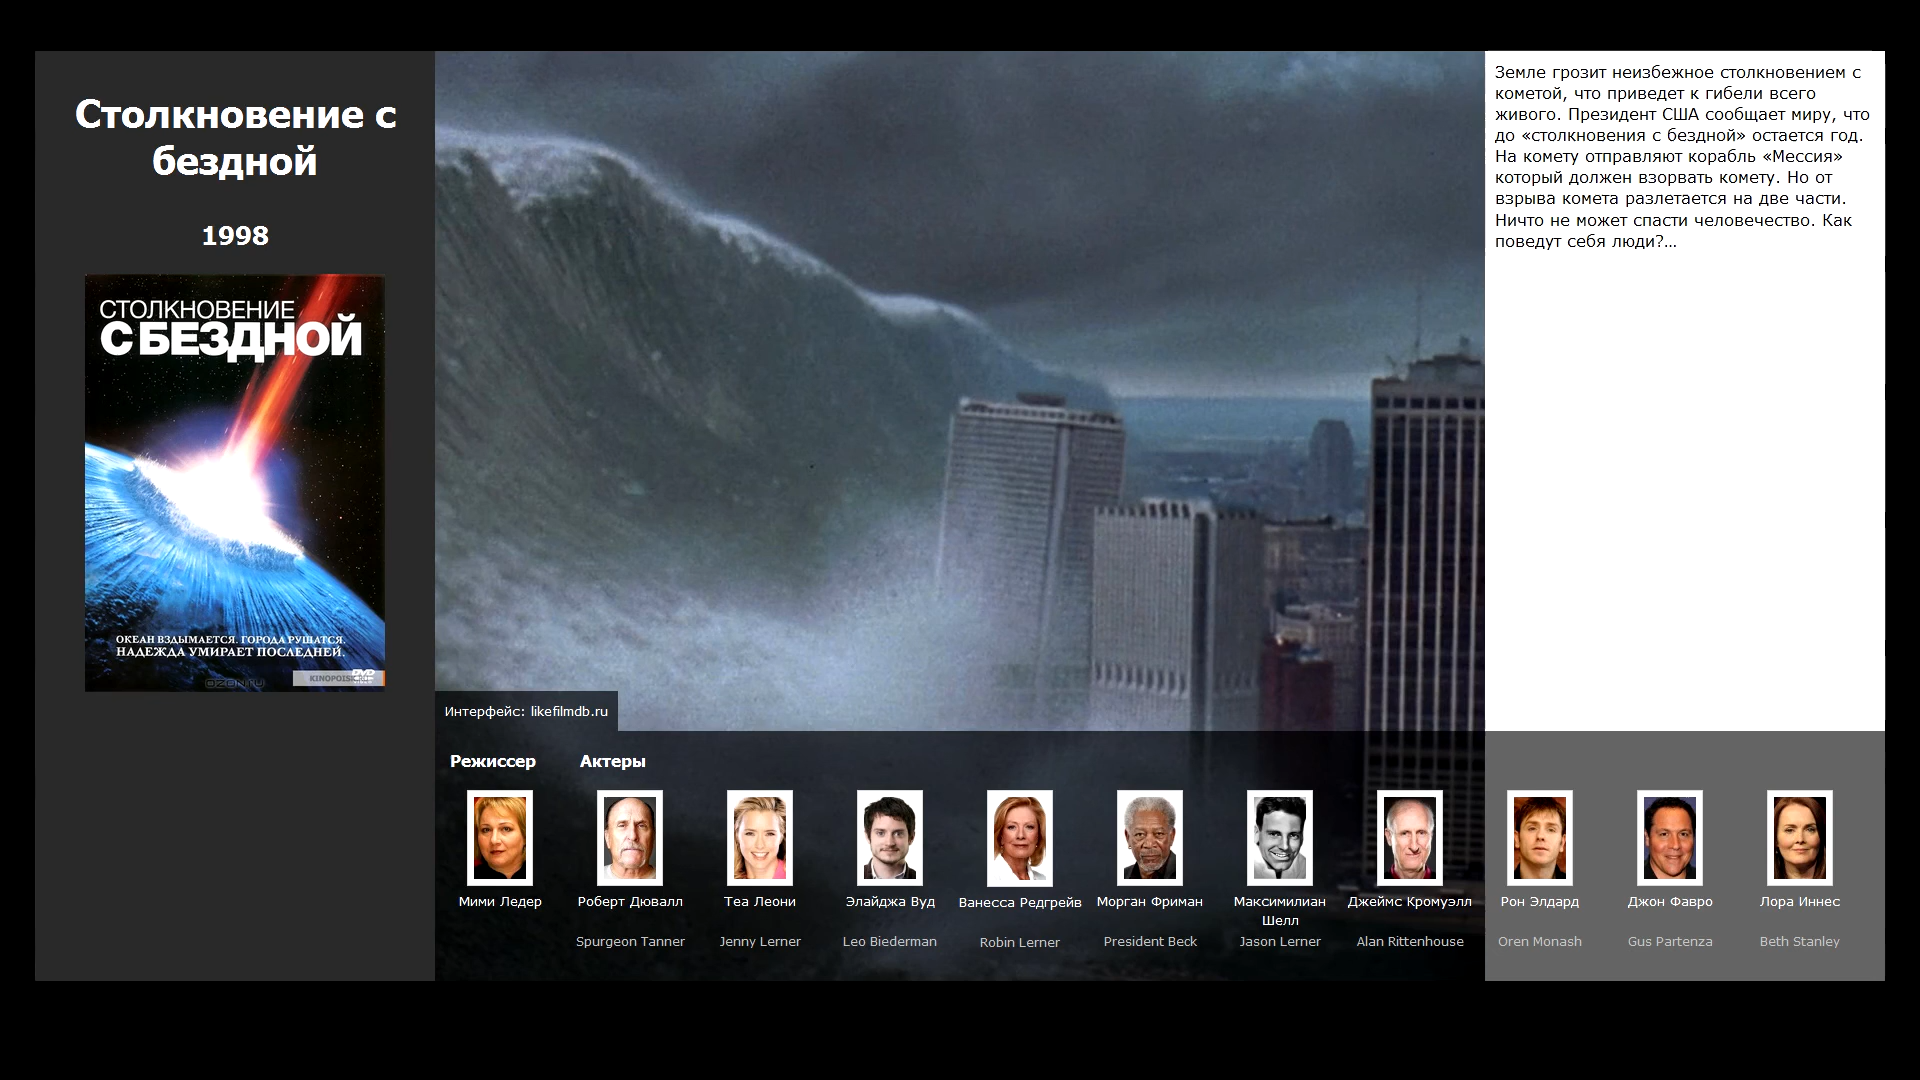 Столкновение с
бездной
1998
СТОЛКНОВЕНИЕ
С БЕЗДНОЙ
ОКЕАН ВЗДЫМАЕТСЯ. ГОРОДА РУШАТСЯ.
НАДЕЖДА УМИРАЕТ ПОСЛЕДНЕЙ.
OZON.ru
KINOPOISK
DVD
Интерфейс: likefilmdb.ru
Земле грозит неизбежное столкновением с
кометой, что приведет к гибели всего
живого. Президент США сообщает миру, что
до «столкновения с бездной» остается год.
На комету отправляют корабль «Мессия»
который должен взорвать комету. Но от
взрыва комета разлетается на две части.
Ничто не может спасти человечество. Как
поведут себя люди?…
Режиссер
Актеры
Мими Ледер
Роберт Дювалл
Spurgeon Tanner
Теа Леони
Jenny Lerner
Элайджа Вуд
Leo Biederman
Ванесса Редгрейв
Robin Lerner
Морган Фриман
President Beck
Максимилиан
Шелл
Jason Lerner
Джеймс Кромуэлл
Alan Rittenhouse
Рон Элдард
Oren Monash
Джон Фавро
Gus Partenza
Лора Иннес
Beth Stanley